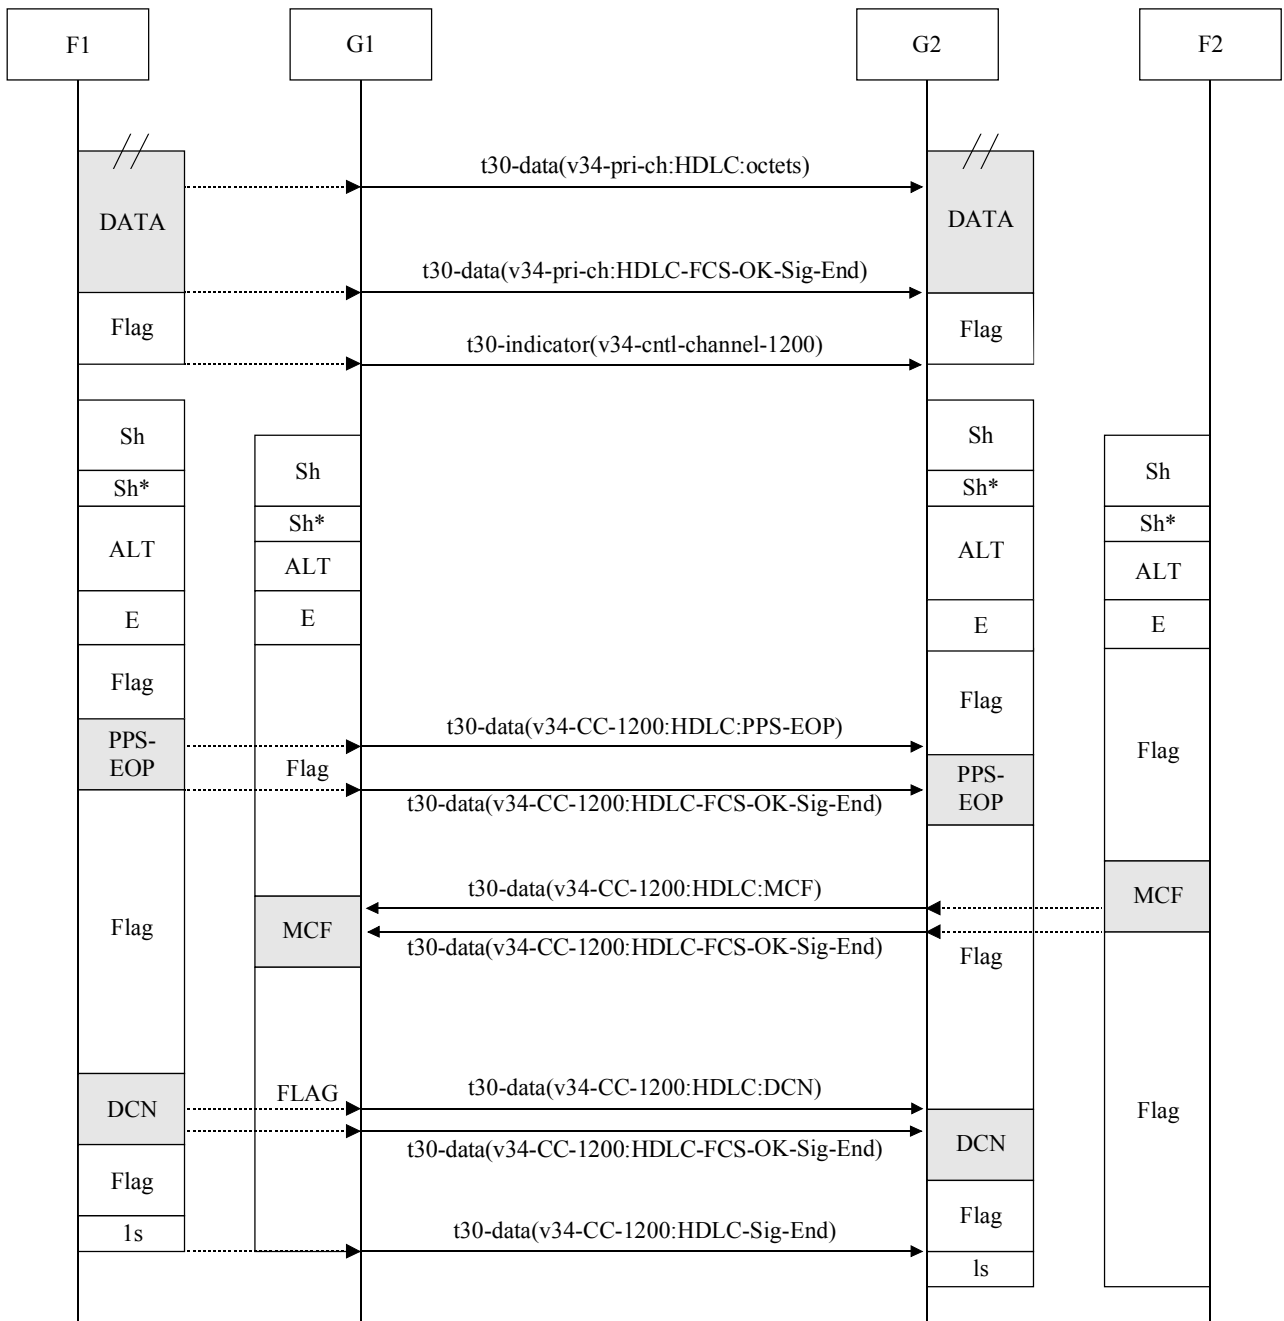 F1
G1
G2
F2
t30-data(v34-pri-ch:HDLC:octets)
DATA
DATA
t30-data(v34-pri-ch:HDLC-FCS-OK-Sig-End)
Flag
Flag
t30-indicator(v34-cntl-channel-1200)
Sh
Sh
Sh
Sh
Sh*
Sh*
Sh*
Sh*
ALT
ALT
ALT
ALT
E
E
E
E
Flag
Flag
t30-data(v34-CC-1200:HDLC:PPS-EOP)
PPS-
EOP
Flag
Flag
PPS-
EOP
t30-data(v34-CC-1200:HDLC-FCS-OK-Sig-End)
t30-data(v34-CC-1200:HDLC:MCF)
MCF
Flag
MCF
t30-data(v34-CC-1200:HDLC-FCS-OK-Sig-End)
Flag
t30-data(v34-CC-1200:HDLC:DCN)
FLAG
DCN
Flag
t30-data(v34-CC-1200:HDLC-FCS-OK-Sig-End)
DCN
Flag
Flag
1s
t30-data(v34-CC-1200:HDLC-Sig-End)
ls